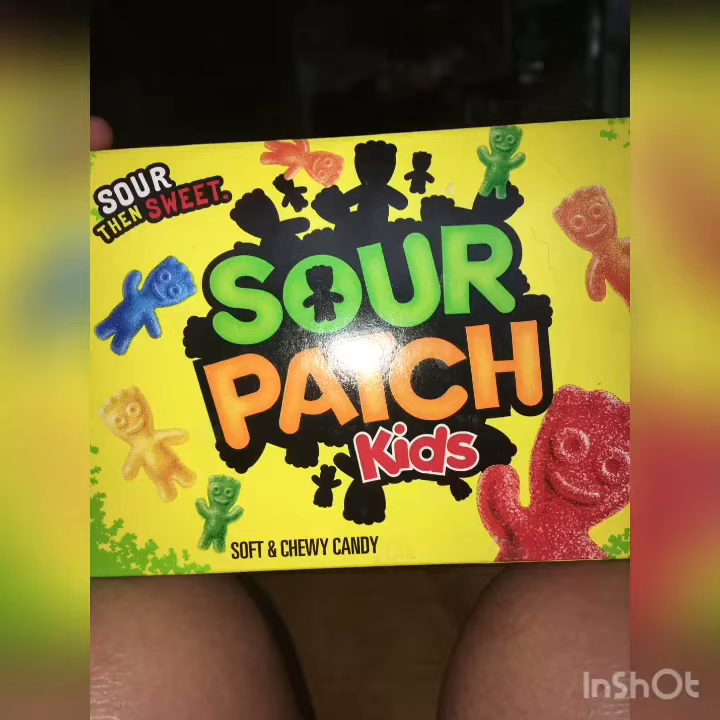 SOUR
THEN SWEET.
SOUR
PATCH
Kids
SOFT & CHEWY CANDY
InShOt